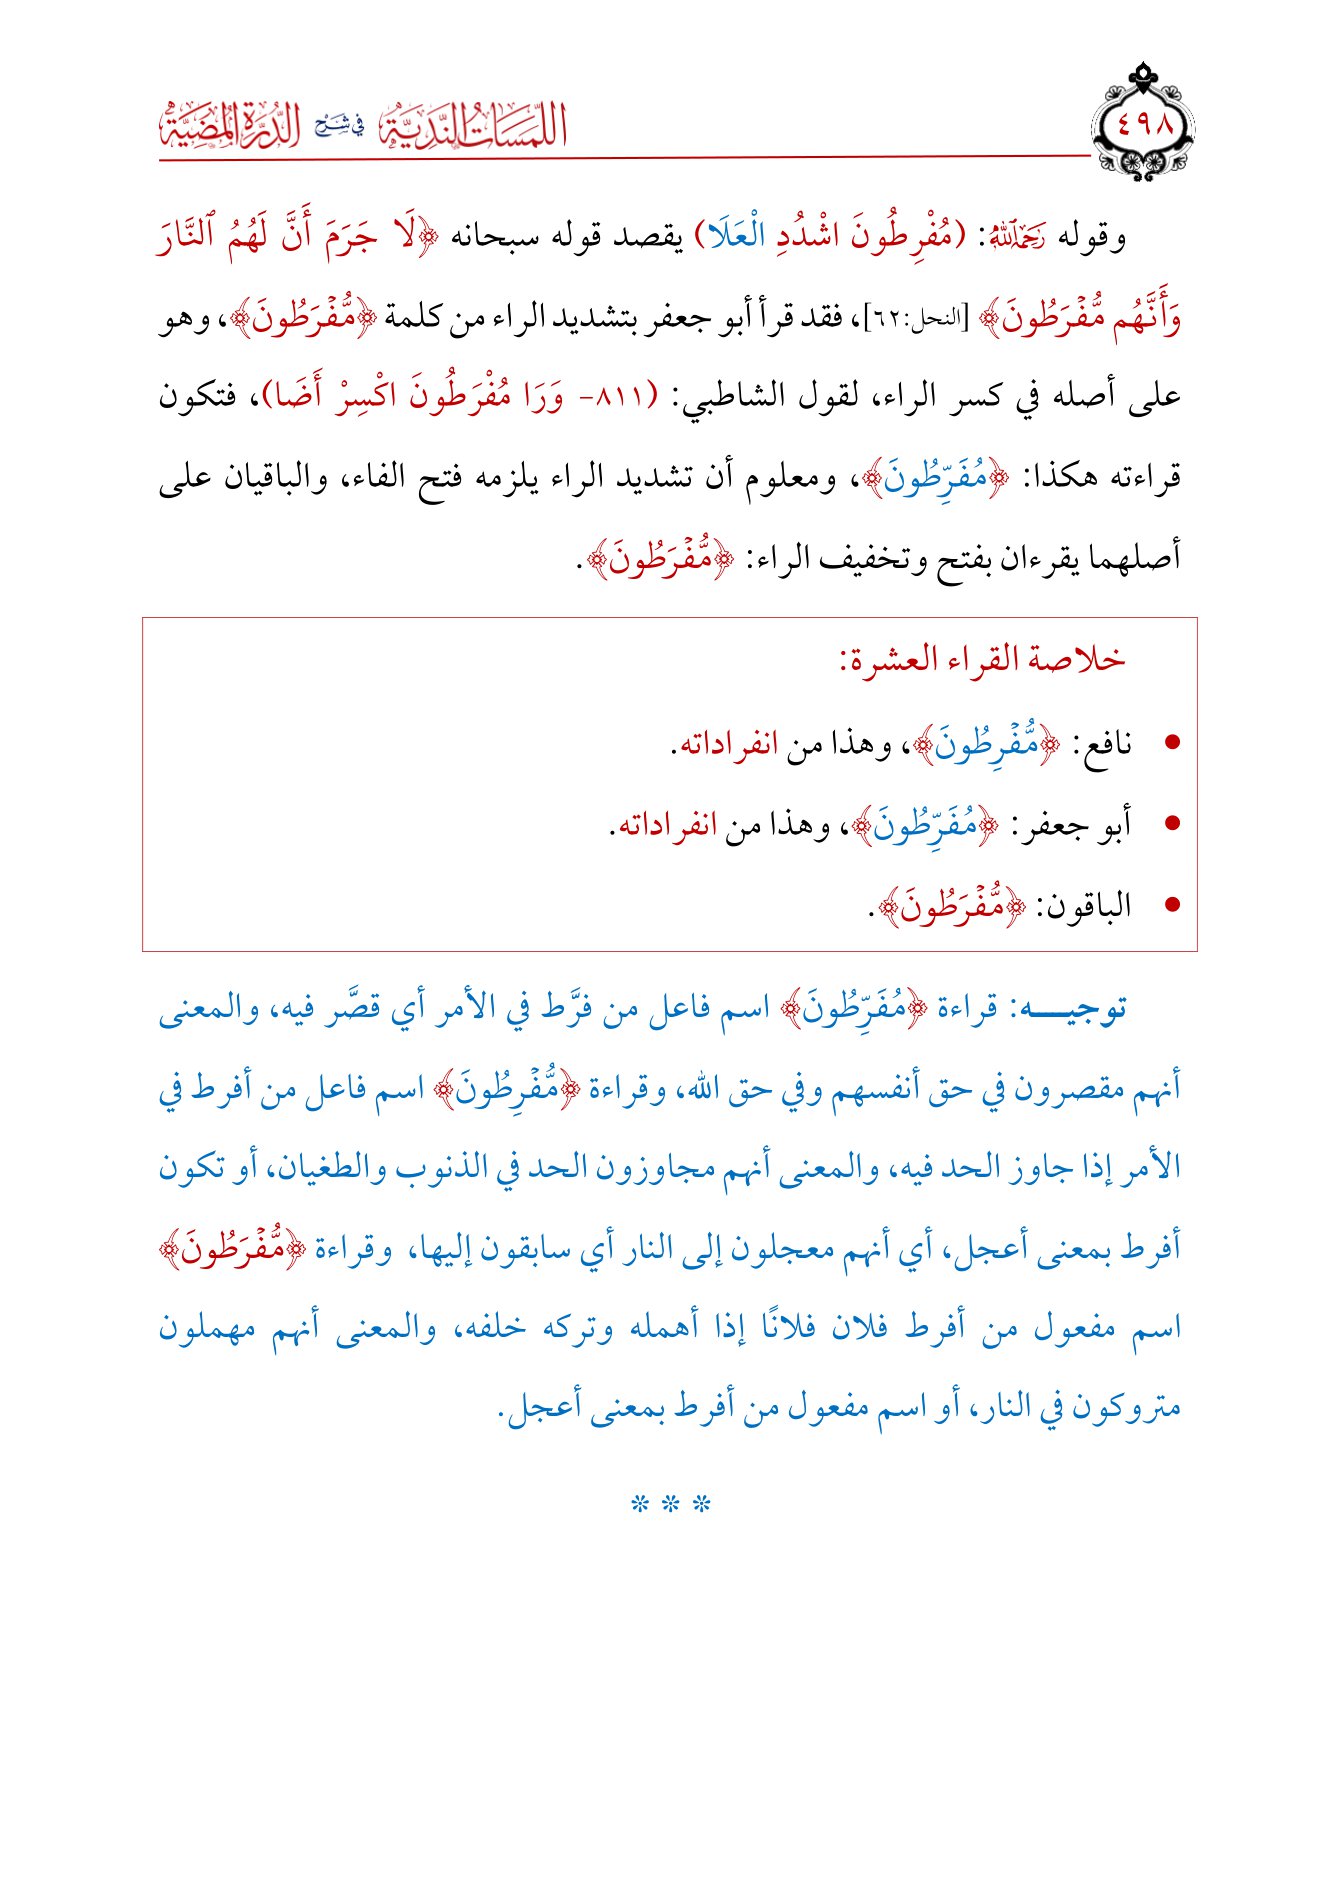 ٤٩٨
اللمسات الندية في شرح الدرة المضية
وقوله رَحِمَهُ اللَّهُ: (مُفْرِطُونَ اشْدُدِ الْعَلَا) يقصد قوله سبحانه ﴿لَا جَرَمَ أَنَّ لَهُمُ ٱلنَّارَ
وَأَنَّهُم مُّفْرَطُونَ﴾ [النحل:٦٢]، فقد قرأ أبو جعفر بتشديد الراء من كلمة ﴿مُّفْرَطُونَ﴾، وهو
على أصله في كسر الراء، لقول الشاطبي: (٨١١- وَرَا مُفْرَطُونَ اكْسِرْ أَضَا)، فتكون
قراءته هكذا: ﴿مُفَرِّطُونَ﴾، ومعلوم أن تشديد الراء يلزمه فتح الفاء، والباقيان على
أصلهما يقرءان بفتح وتخفيف الراء: ﴿مُّفْرَطُونَ﴾.
خلاصة القراء العشرة:
• نافع: ﴿مُّفْرِطُونَ﴾، وهذا من انفراداته.
• أبو جعفر: ﴿مُفَرِّطُونَ﴾، وهذا من انفراداته.
• الباقون: ﴿مُّفْرَطُونَ﴾.
توجيـــه: قراءة ﴿مُفَرِّطُونَ﴾ اسم فاعل من فرَّط في الأمر أي قصَّر فيه، والمعنى
أنهم مقصرون في حق أنفسهم وفي حق الله، وقراءة ﴿مُّفْرِطُونَ﴾ اسم فاعل من أفرط في
الأمر إذا جاوز الحد فيه، والمعنى أنهم مجاوزون الحد في الذنوب والطغيان، أو تكون
أفرط بمعنى أعجل، أي أنهم معجلون إلى النار أي سابقون إليها، وقراءة ﴿مُّفْرَطُونَ﴾
اسم مفعول من أفرط فلان فلانًا إذا أهمله وتركه خلفه، والمعنى أنهم مهملون
متروكون في النار، أو اسم مفعول من أفرط بمعنى أعجل.
* * *